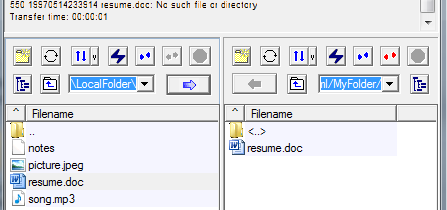 550 19970514233914 resume.doc: No such file or directory
Transfer time: 00:00:01
\LocalFolder\
nl/MyFolder/
Filename
Filename
..
<..>
notes
resume.doc
picture.jpeg
resume.doc
song.mp3